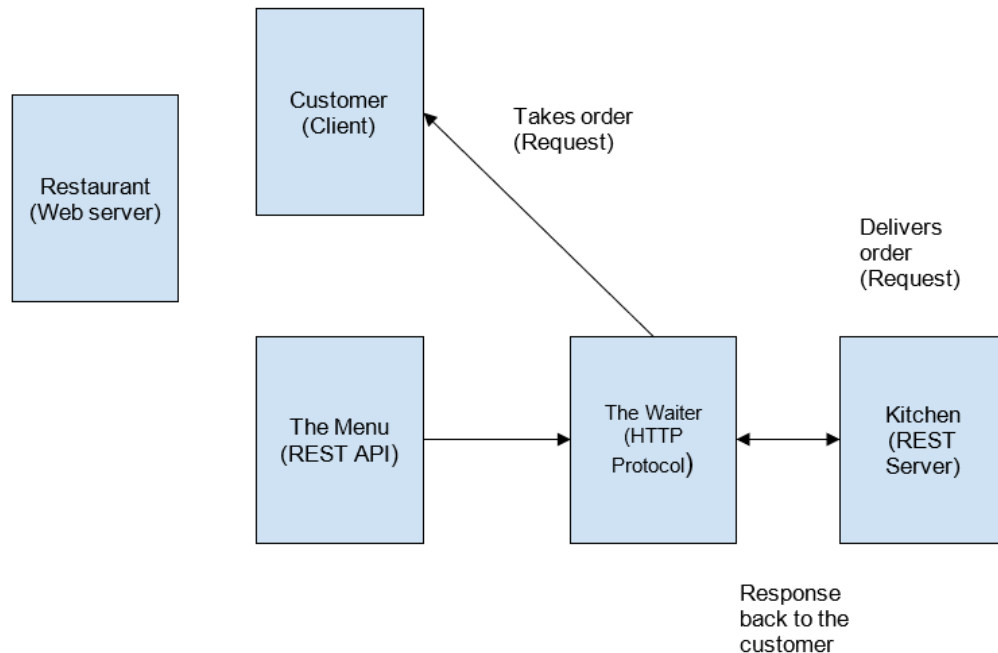 Customer
(Client)
Takes order
(Request)
Restaurant
(Web server)
Delivers
order
(Request)
The Menu
(REST API)
The Waiter
(HTTP
Protocol)
Kitchen
(REST
Server)
Response
back to the
customer